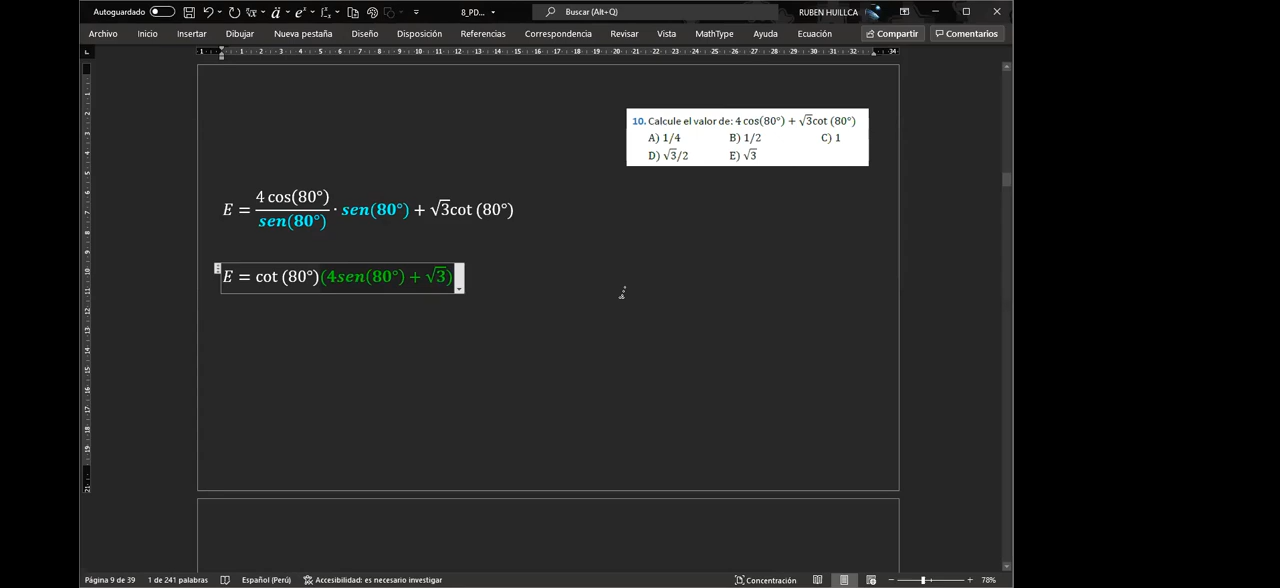 Autoguardado 8_PD... Buscar (Alt+Q) RUBEN HUILLCA
Archivo Inicio Insertar Dibujar Nueva pestaña Diseño Disposición Referencias Correspondencia Revisar Vista MathType Ayuda Ecuación Compartir Comentarios
10. Calcule el valor de: 4 cos(80°) + √3cot (80°)
A) 1/4 B) 1/2 C) 1
D) √3/2 E) √3
E = 4 cos(80°)/sen(80°) · sen(80°) + √3cot (80°)
E = cot (80°)(4sen(80°) + √3)
Página 9 de 39 1 de 241 palabras Español (Perú) Accesibilidad: es necesario investigar Concentración 78%